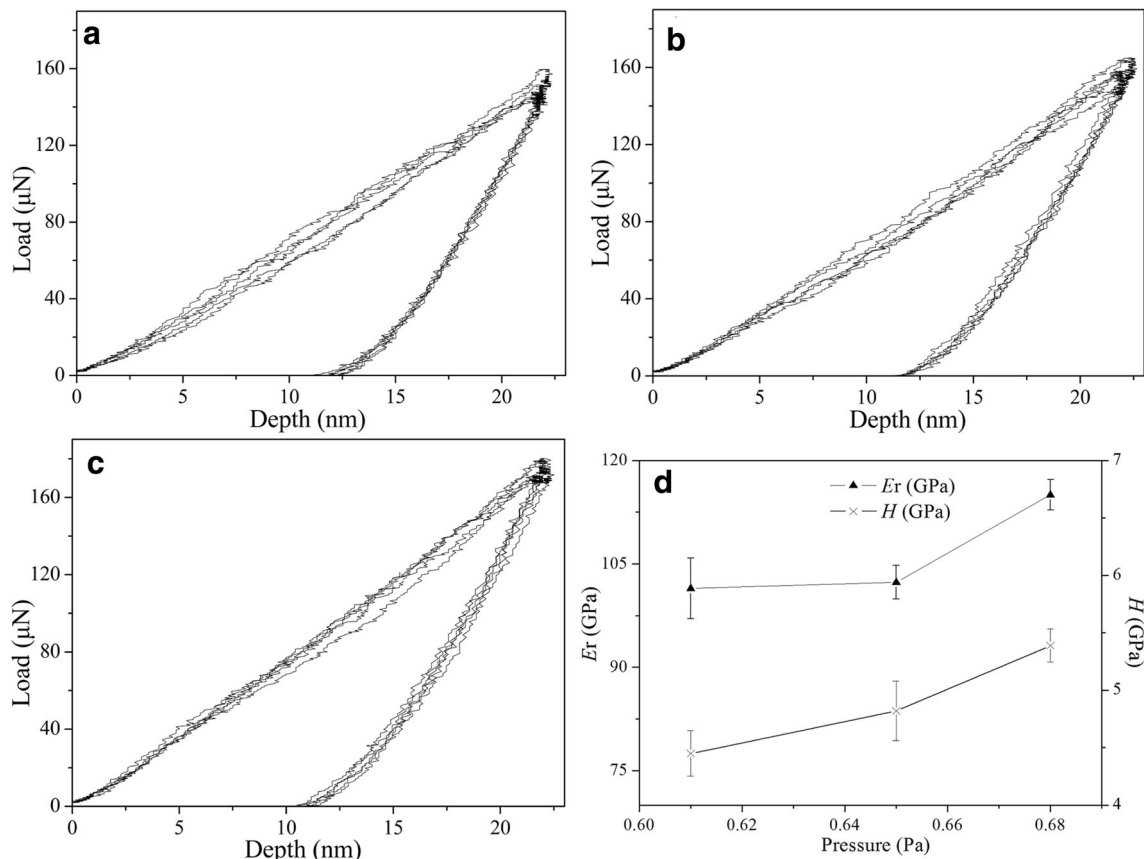 a
160
120
80
40
0
Load (μN)
0 5 10 15 20
Depth (nm)
b
160
120
80
40
0
Load (μN)
0 5 10 15 20
Depth (nm)
c
160
120
80
40
0
Load (μN)
0 5 10 15 20
Depth (nm)
d
Er (GPa)
H (GPa)
120
105
90
75
Er (GPa)
7
6
5
4
H (GPa)
0.60 0.62 0.64 0.66 0.68
Pressure (Pa)